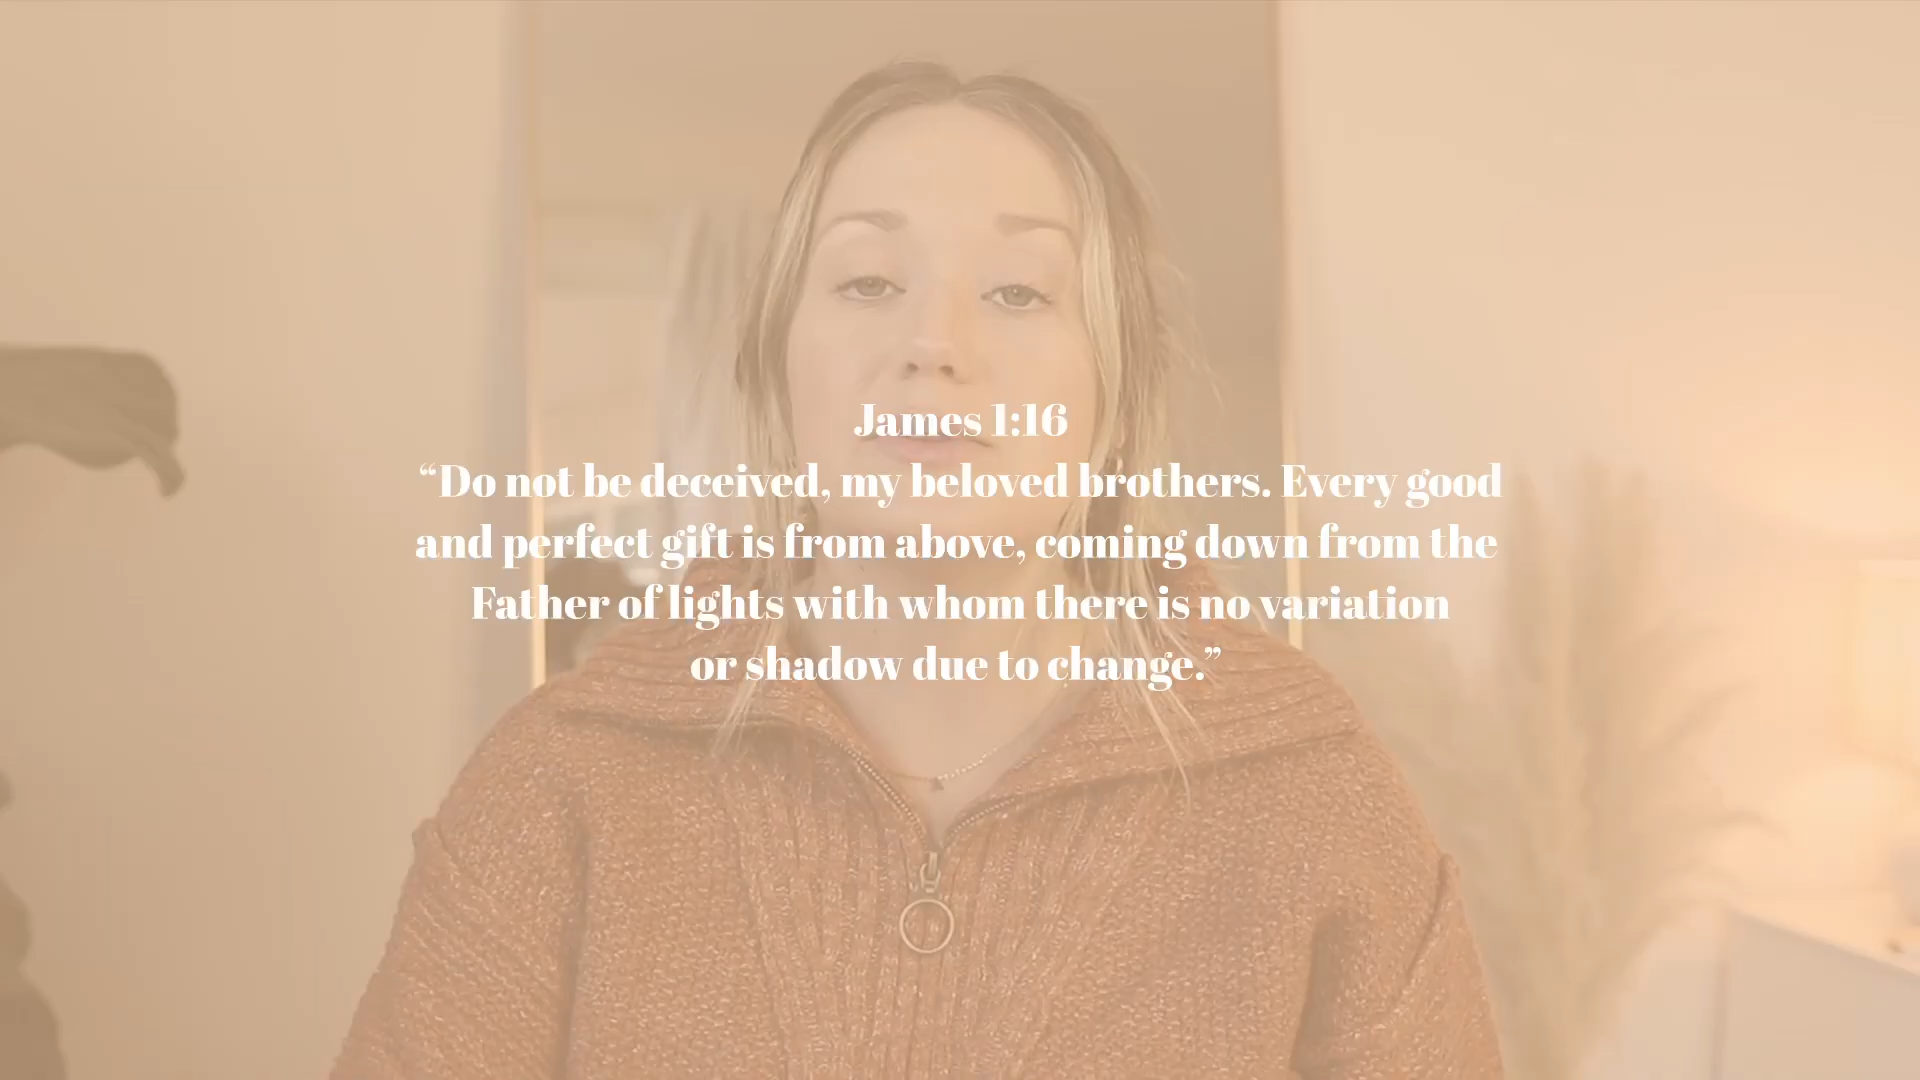 James 1:16
“Do not be deceived, my beloved brothers. Every good
and perfect gift is from above, coming down from the
Father of lights with whom there is no variation
or shadow due to change.”